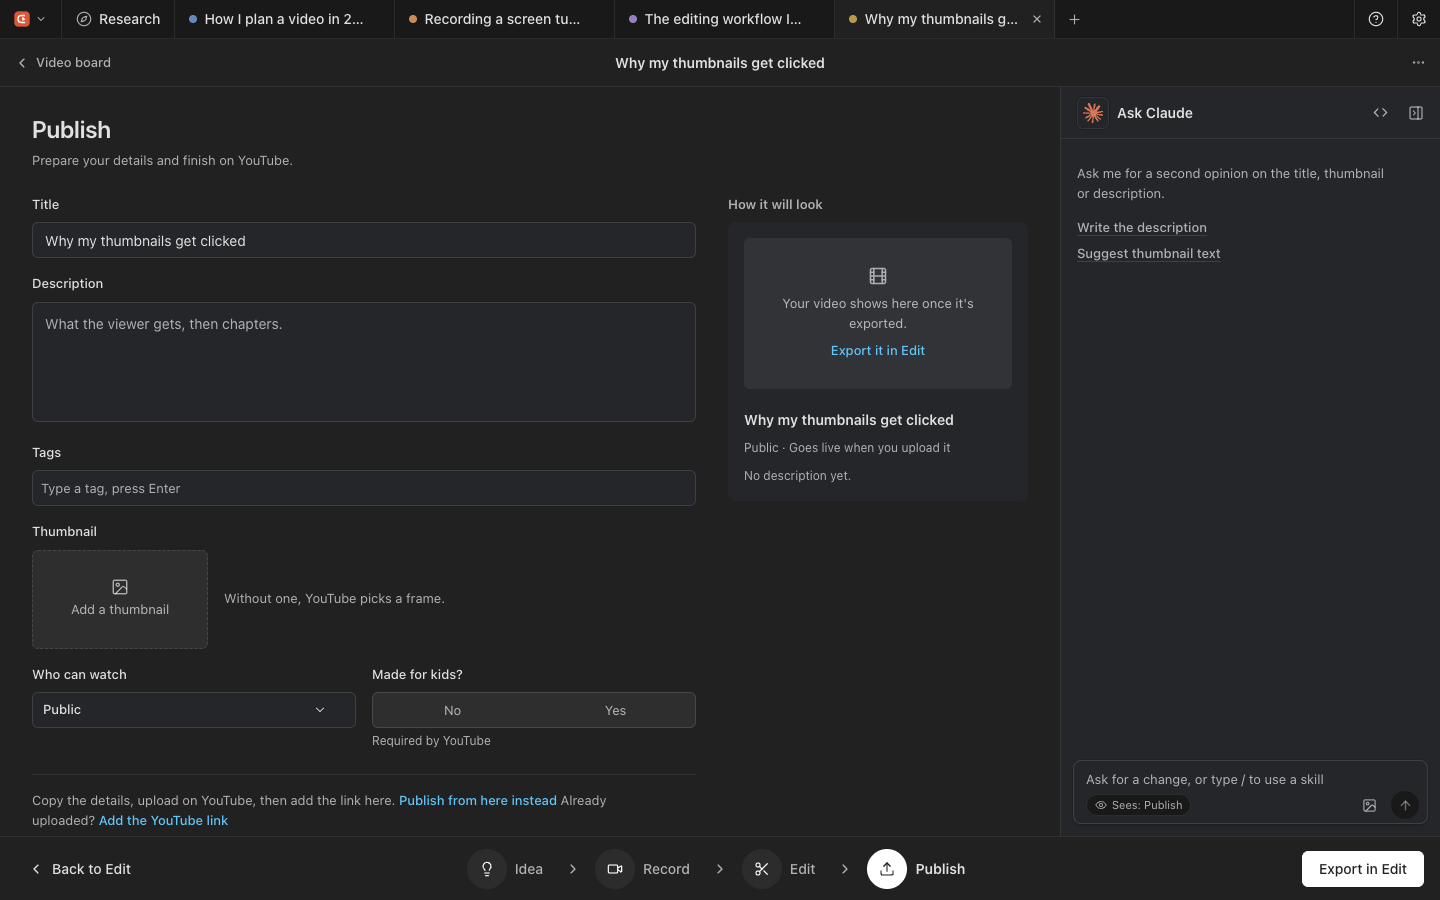 Research
How I plan a video in 2...
Recording a screen tu...
The editing workflow I...
Why my thumbnails g...
Video board
Why my thumbnails get clicked
Publish
Prepare your details and finish on YouTube.
Title
Why my thumbnails get clicked
Description
What the viewer gets, then chapters.
Tags
Type a tag, press Enter
Thumbnail
Add a thumbnail
Without one, YouTube picks a frame.
Who can watch
Public
Made for kids?
No
Yes
Required by YouTube
Copy the details, upload on YouTube, then add the link here. Publish from here instead Already
uploaded? Add the YouTube link
How it will look
Your video shows here once it's
exported.
Export it in Edit
Why my thumbnails get clicked
Public · Goes live when you upload it
No description yet.
Ask Claude
Ask me for a second opinion on the title, thumbnail
or description.
Write the description
Suggest thumbnail text
Ask for a change, or type / to use a skill
Sees: Publish
Back to Edit
Idea
Record
Edit
Publish
Export in Edit